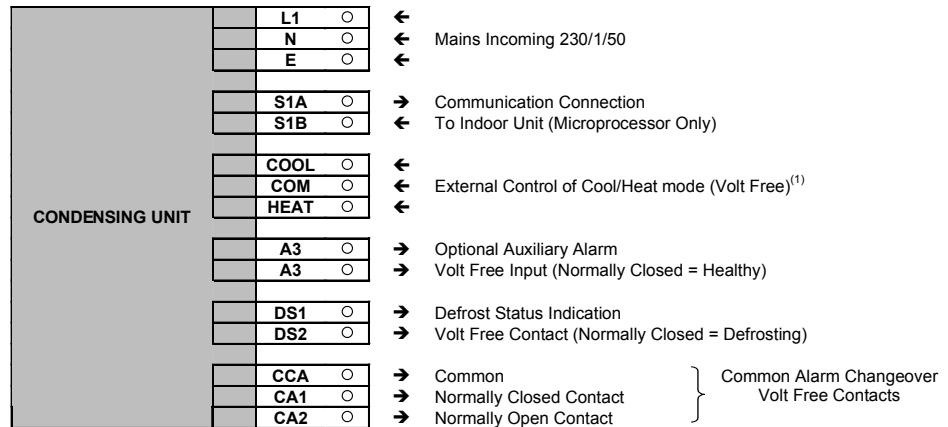 L1 ○ ←
N ○ ← Mains Incoming 230/1/50
E ○ ←
S1A ○ → Communication Connection
S1B ○ ← To Indoor Unit (Microprocessor Only)
COOL ○ ←
COM ○ ← External Control of Cool/Heat mode (Volt Free)(1)
HEAT ○ ←
CONDENSING UNIT
A3 ○ → Optional Auxiliary Alarm
A3 ○ → Volt Free Input (Normally Closed = Healthy)
DS1 ○ → Defrost Status Indication
DS2 ○ → Volt Free Contact (Normally Closed = Defrosting)
CCA ○ → Common
CA1 ○ → Normally Closed Contact
CA2 ○ → Normally Open Contact
Common Alarm Changeover
Volt Free Contacts